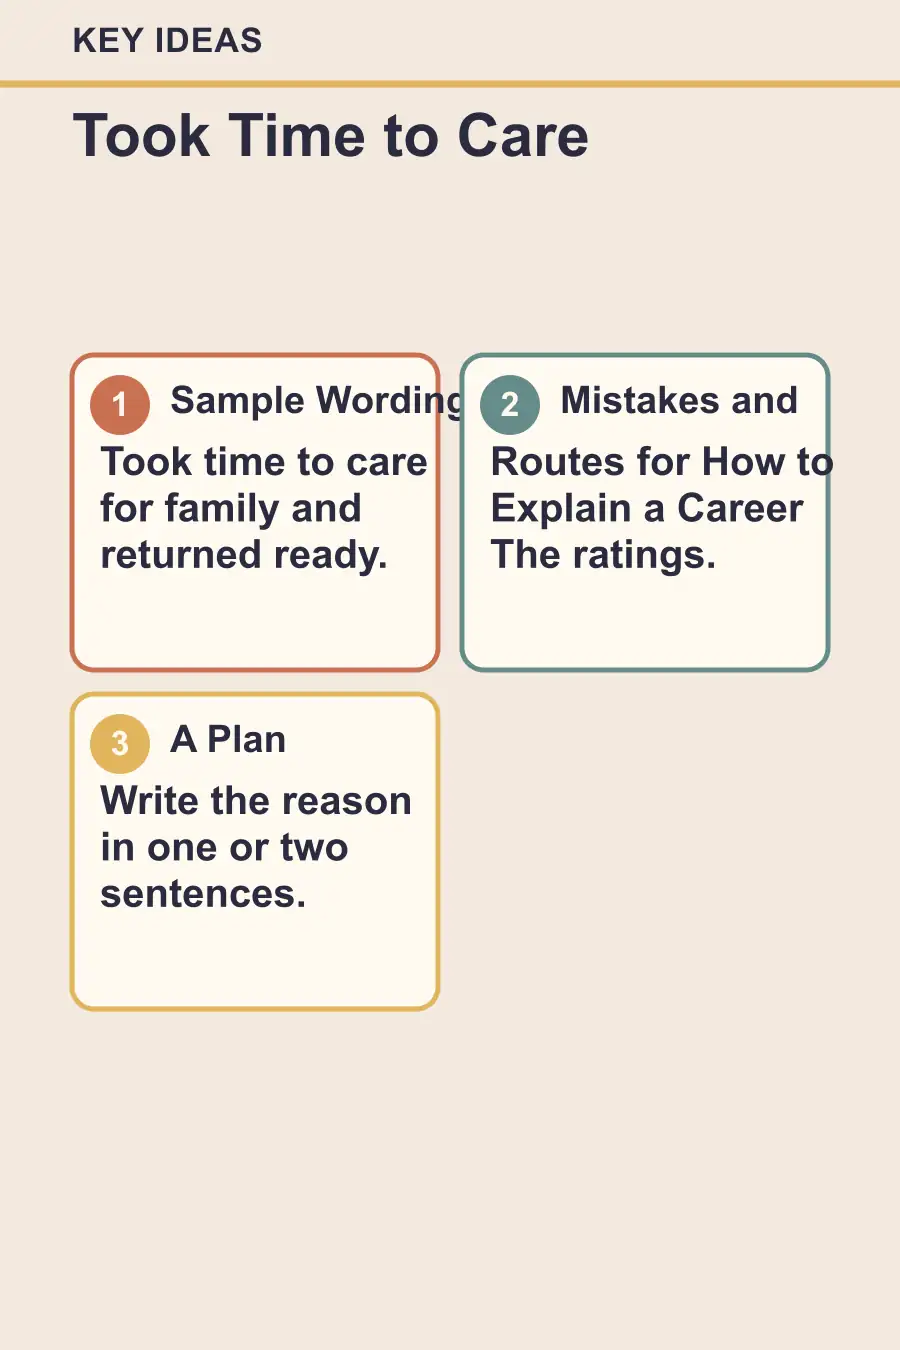 KEY IDEAS
Took Time to Care
1 Sample Wording
Took time to care
for family and
returned ready.
2 Mistakes and
Routes for How to
Explain a Career
The ratings.
3 A Plan
Write the reason
in one or two
sentences.